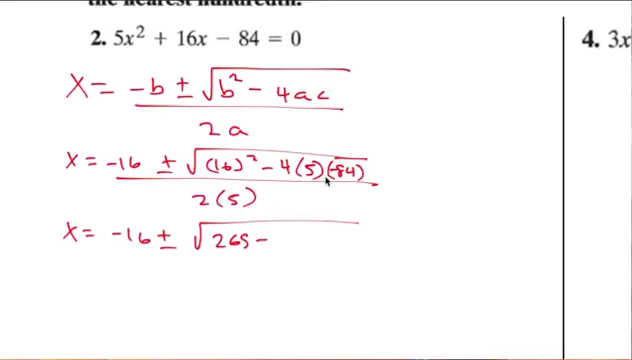 the nearest hundredth.
2. 5x² + 16x − 84 = 0
4. 3x
X = -b ± √b² - 4ac
2a
X = -16 ± √(16)² - 4(5)(-84)
2(5)
X = -16 ± √265 -